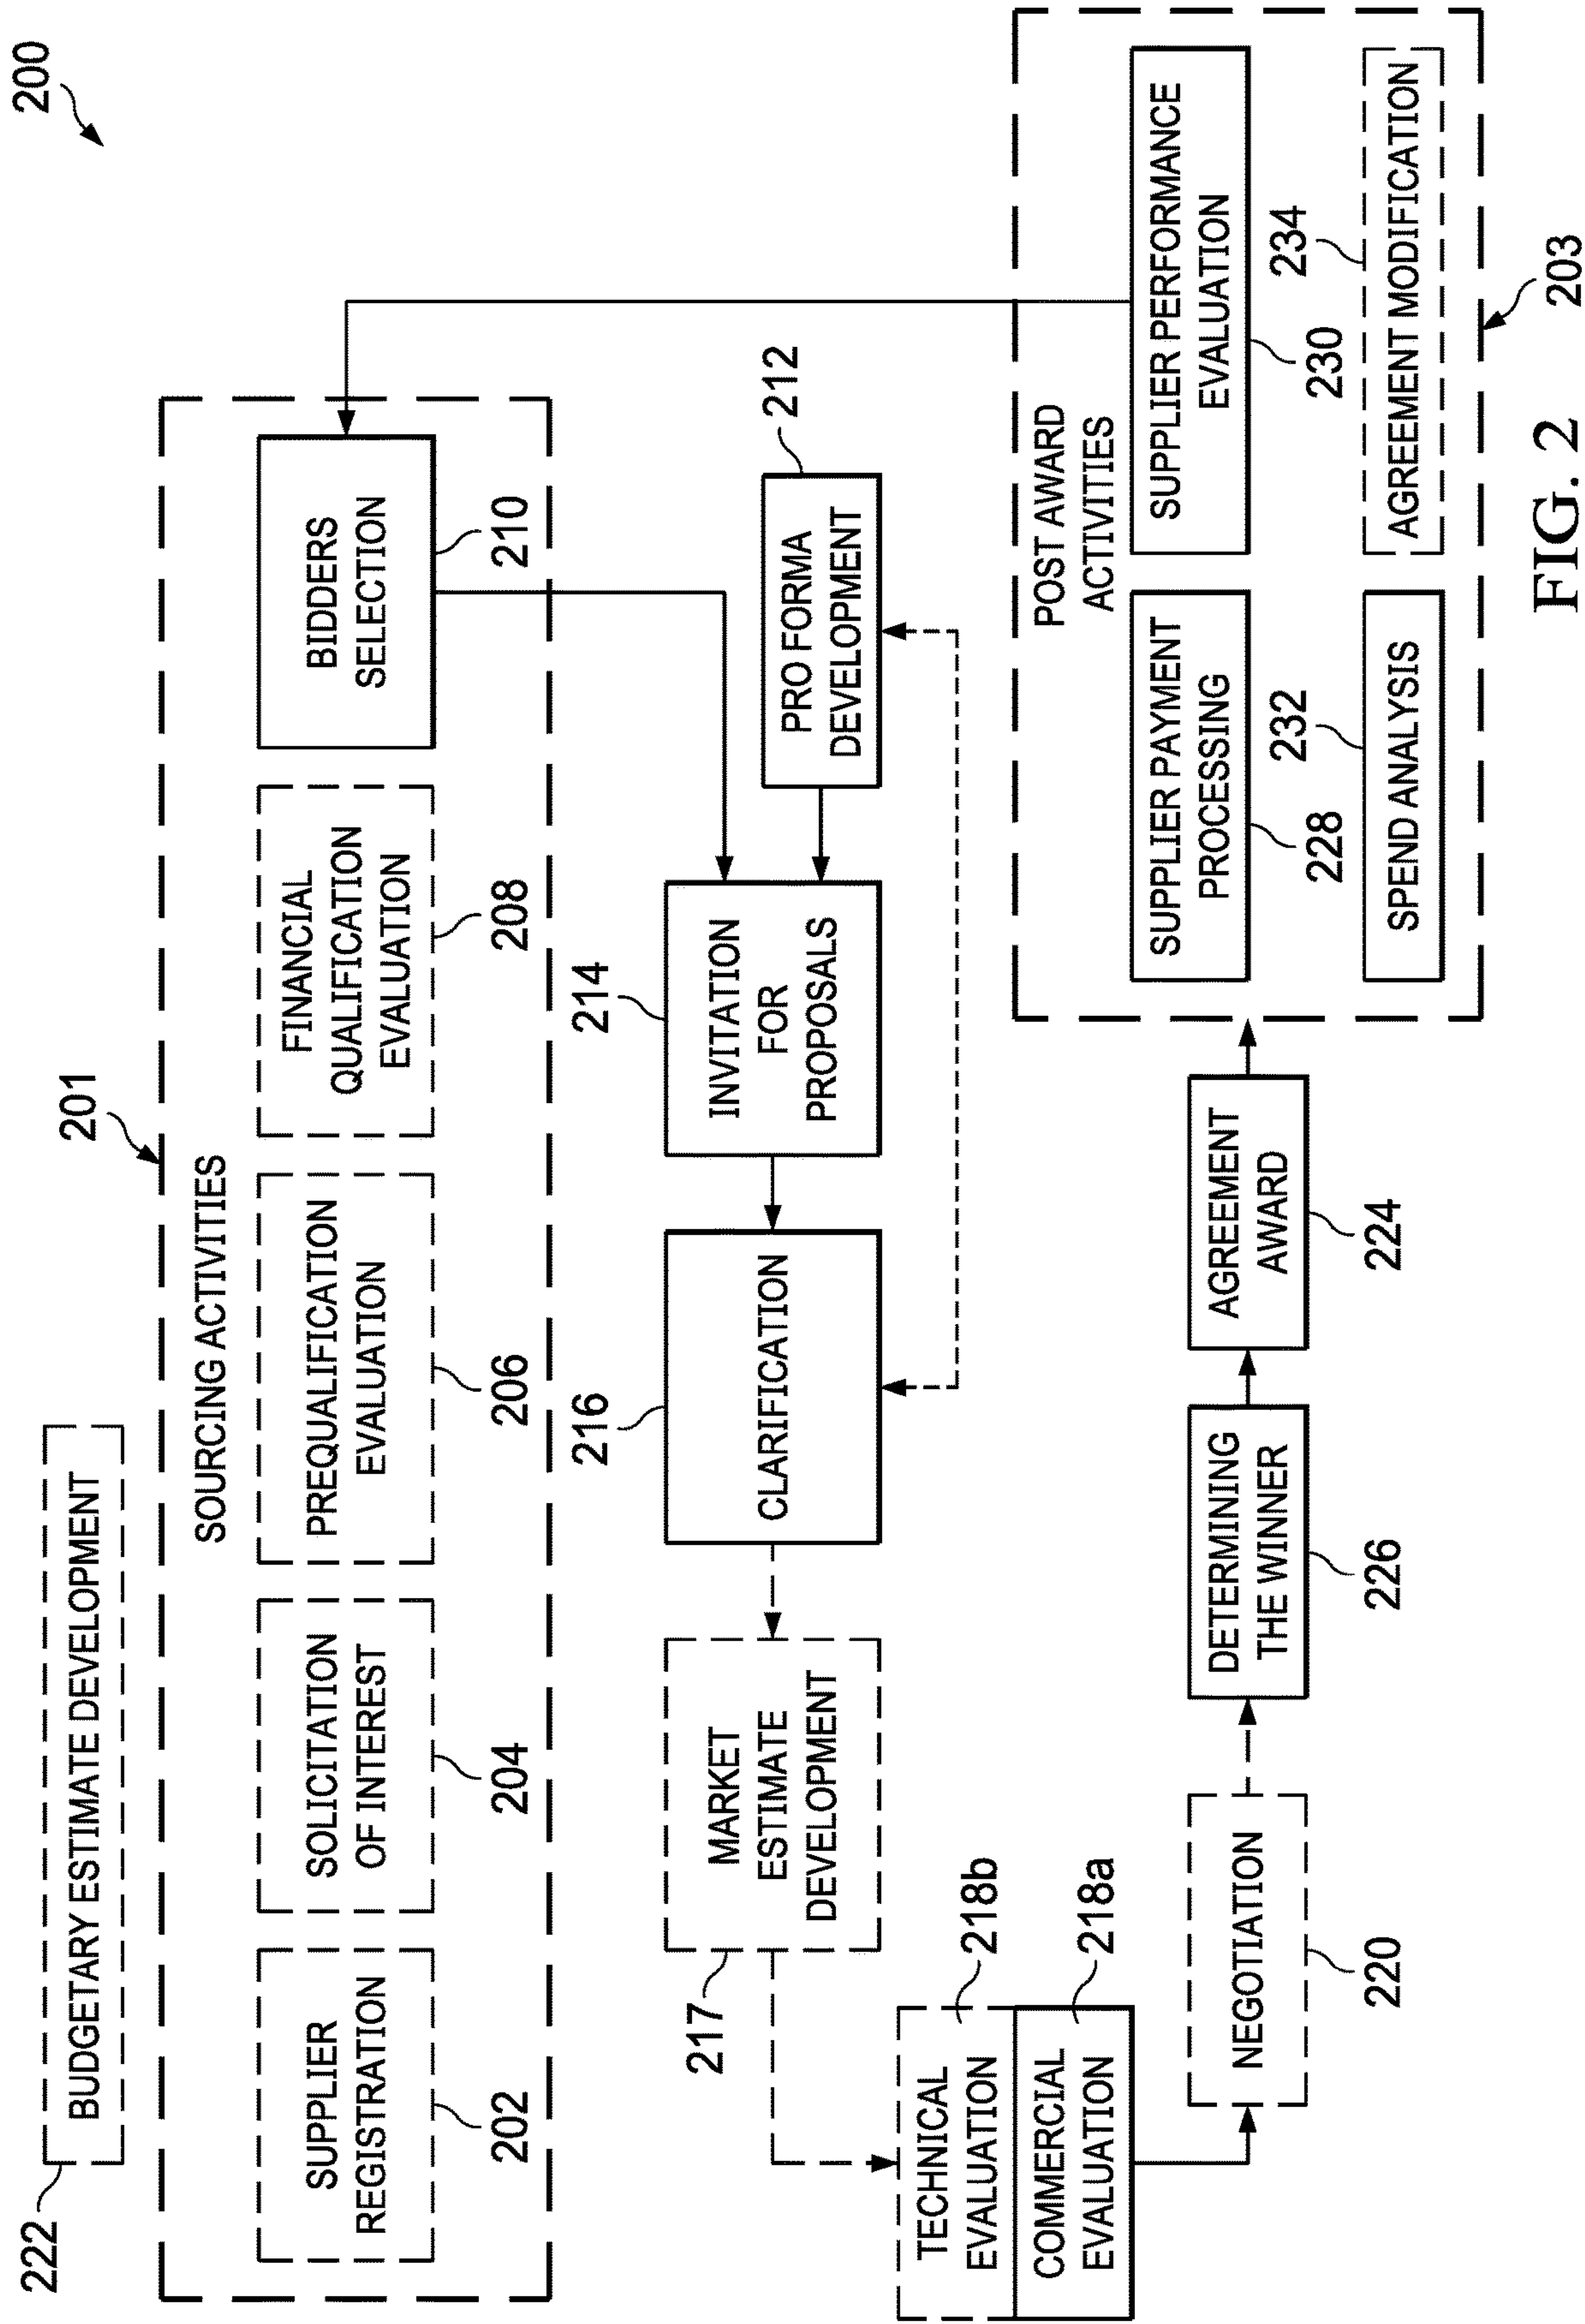 200
222
BUDGETARY ESTIMATE DEVELOPMENT
201
SOURCING ACTIVITIES
SUPPLIER
REGISTRATION
202
SOLICITATION
OF INTEREST
204
PREQUALIFICATION
EVALUATION
206
FINANCIAL
QUALIFICATION
EVALUATION
208
BIDDERS
SELECTION
210
217
MARKET
ESTIMATE
DEVELOPMENT
216
CLARIFICATION
214
INVITATION
FOR
PROPOSALS
212
PRO FORMA
DEVELOPMENT
TECHNICAL
EVALUATION
218b
COMMERCIAL
EVALUATION
218a
NEGOTIATION
220
DETERMINING
THE WINNER
226
AGREEMENT
AWARD
224
POST AWARD
ACTIVITIES
SUPPLIER PAYMENT
PROCESSING
228
SUPPLIER PERFORMANCE
EVALUATION
230
232
SPEND ANALYSIS
234
AGREEMENT MODIFICATION
203
FIG. 2